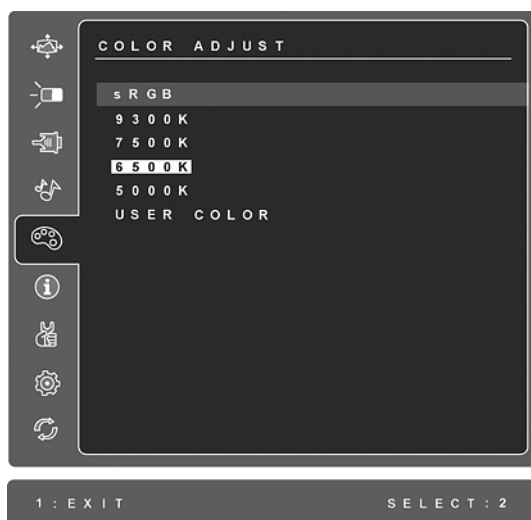 COLOR ADJUST
sRGB
9300K
7500K
6500K
5000K
USER COLOR
1:EXIT SELECT:2